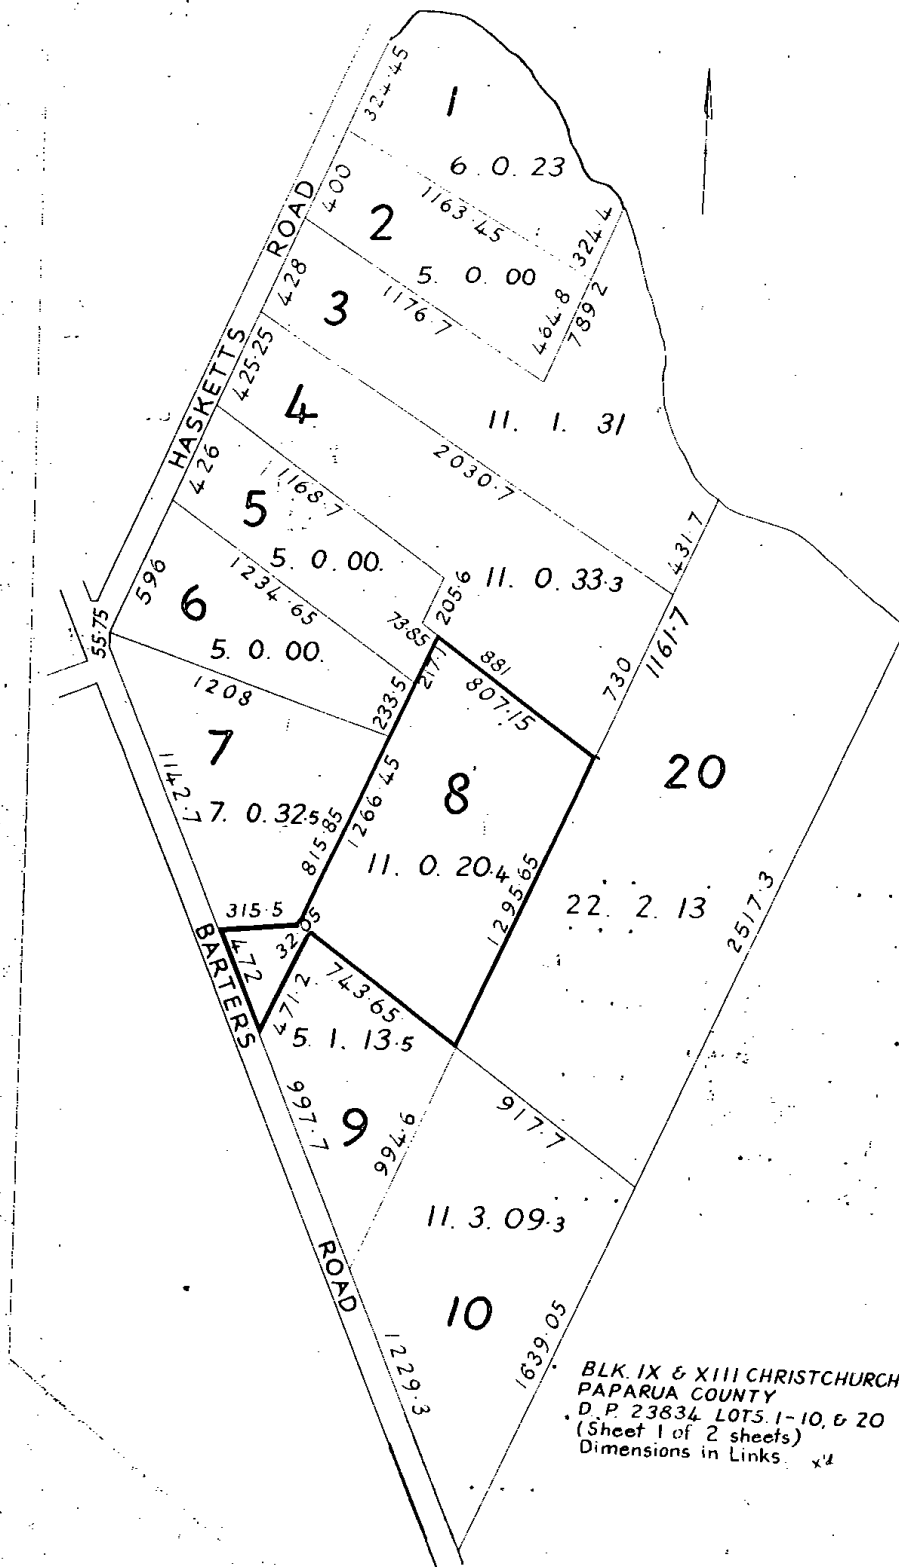 324.45
1
6. 0. 23
ROAD
400
2
1163.45
324.4
5. 0. 00
464.8
789.2
428
3
1176.7
HASKETTS
425.25
4
11. 1. 31
2030.7
431.7
426
5
1168.7
5. 0. 00.
205.6
11. 0. 33.3
596
6
1234.65
73.85
217.1
881
807.15
730
1161.7
55.75
5. 0. 00.
1208
233.5
7
1142.7
7. 0. 32.5
815.85
1266.45
8
11. 0. 20.4
1295.65
20
22. 2. 13
2517.3
315.5
32.05
BARTERS
472
471.2
743.65
5. 1. 13.5
997.7
9
994.6
917.7
11. 3. 09.3
ROAD
10
1229.3
1639.05
BLK. IX & XIII CHRISTCHURCH
PAPARUA COUNTY
D.P. 23834 LOTS. 1-10, & 20
(Sheet 1 of 2 sheets)
Dimensions in Links.